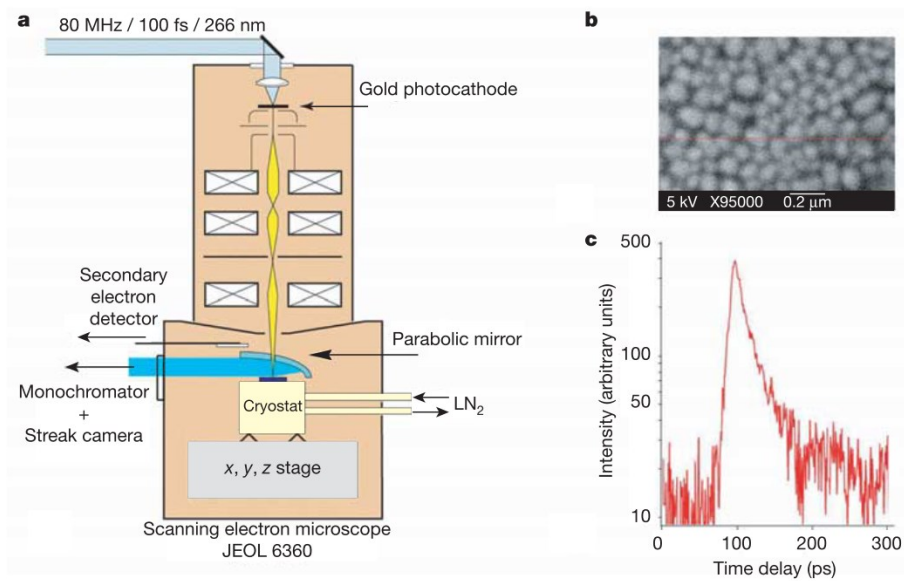 a
80 MHz / 100 fs / 266 nm
Gold photocathode
Secondary
electron
detector
Parabolic mirror
Monochromator
+
Streak camera
Cryostat
LN2
x, y, z stage
Scanning electron microscope
JEOL 6360
b
5 kV X95000 0.2 μm
c
500
100
50
10
Intensity (arbitrary units)
0 100 200 300
Time delay (ps)